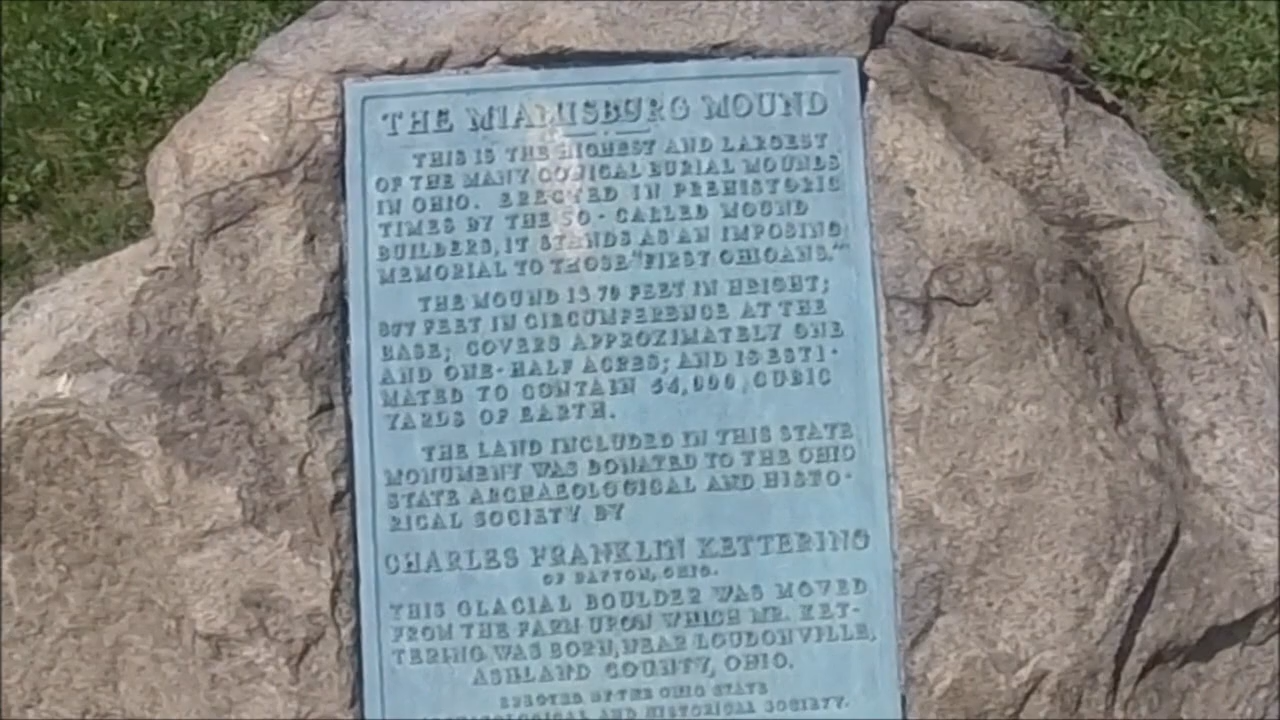 THE MIAMISBURG MOUND
THIS IS THE HIGHEST AND LARGEST
OF THE MANY CONICAL BURIAL MOUNDS
IN OHIO. ERECTED IN PREHISTORIC
TIMES BY THE SO-CALLED MOUND
BUILDERS, IT STANDS AS AN IMPOSING
MEMORIAL TO THOSE "FIRST OHIOANS."
THE MOUND IS 70 FEET IN HEIGHT;
877 FEET IN CIRCUMFERENCE AT THE
BASE; COVERS APPROXIMATELY ONE
AND ONE-HALF ACRES; AND IS ESTI-
MATED TO CONTAIN 54,000 CUBIC
YARDS OF EARTH.
THE LAND INCLUDED IN THIS STATE
MONUMENT WAS DONATED TO THE OHIO
STATE ARCHAEOLOGICAL AND HISTO-
RICAL SOCIETY BY
CHARLES FRANKLIN KETTERING
OF DAYTON, OHIO.
THIS GLACIAL BOULDER WAS MOVED
FROM THE FARM UPON WHICH MR. KET-
TERING WAS BORN, NEAR LOUDONVILLE,
ASHLAND COUNTY, OHIO.
ERECTED BY THE OHIO STATE
ARCHAEOLOGICAL AND HISTORICAL SOCIETY.